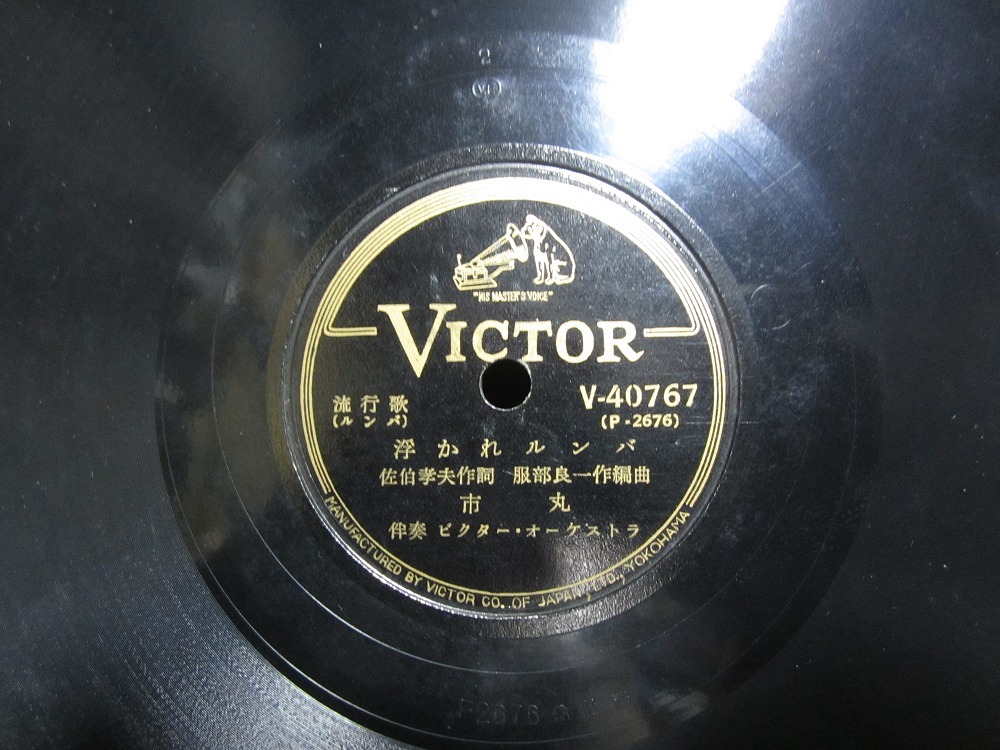 2
VI
"HIS MASTER'S VOICE"
VICTOR
流行歌
(ルンバ)
V-40767
(P-2676)
浮かれルンバ
佐伯孝夫作詞 服部良一作編曲
市丸
伴奏 ビクター・オーケストラ
MANUFACTURED BY VICTOR CO. OF JAPAN, LTD., YOKOHAMA
P2676